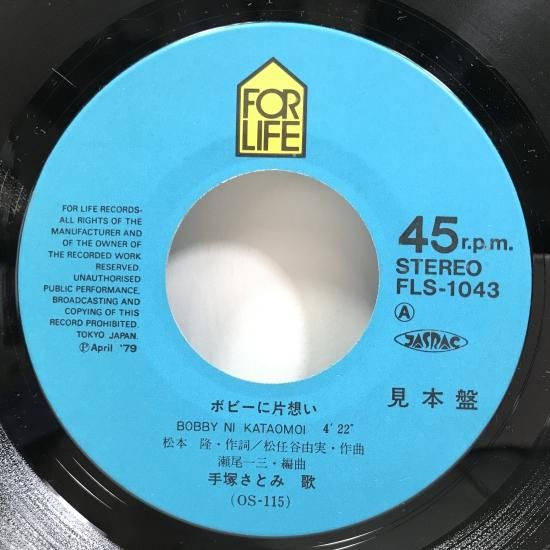 FOR
LIFE
FOR LIFE RECORDS-
ALL RIGHTS OF THE
MANUFACTURER AND
OF THE OWNER OF
THE RECORDED WORK
RESERVED.
UNAUTHORISED
PUBLIC PERFORMANCE,
BROADCASTING AND
COPYING OF THIS
RECORD PROHIBITED.
TOKYO JAPAN.
Ⓟ April '79
45 r.p.m.
STEREO
FLS-1043
Ⓐ
JASRAC
見本盤
ボビーに片想い
BOBBY NI KATAOMOI 4' 22"
松本 隆・作詞／松任谷由実・作曲
瀬尾一三・編曲
手塚さとみ 歌
(OS-115)